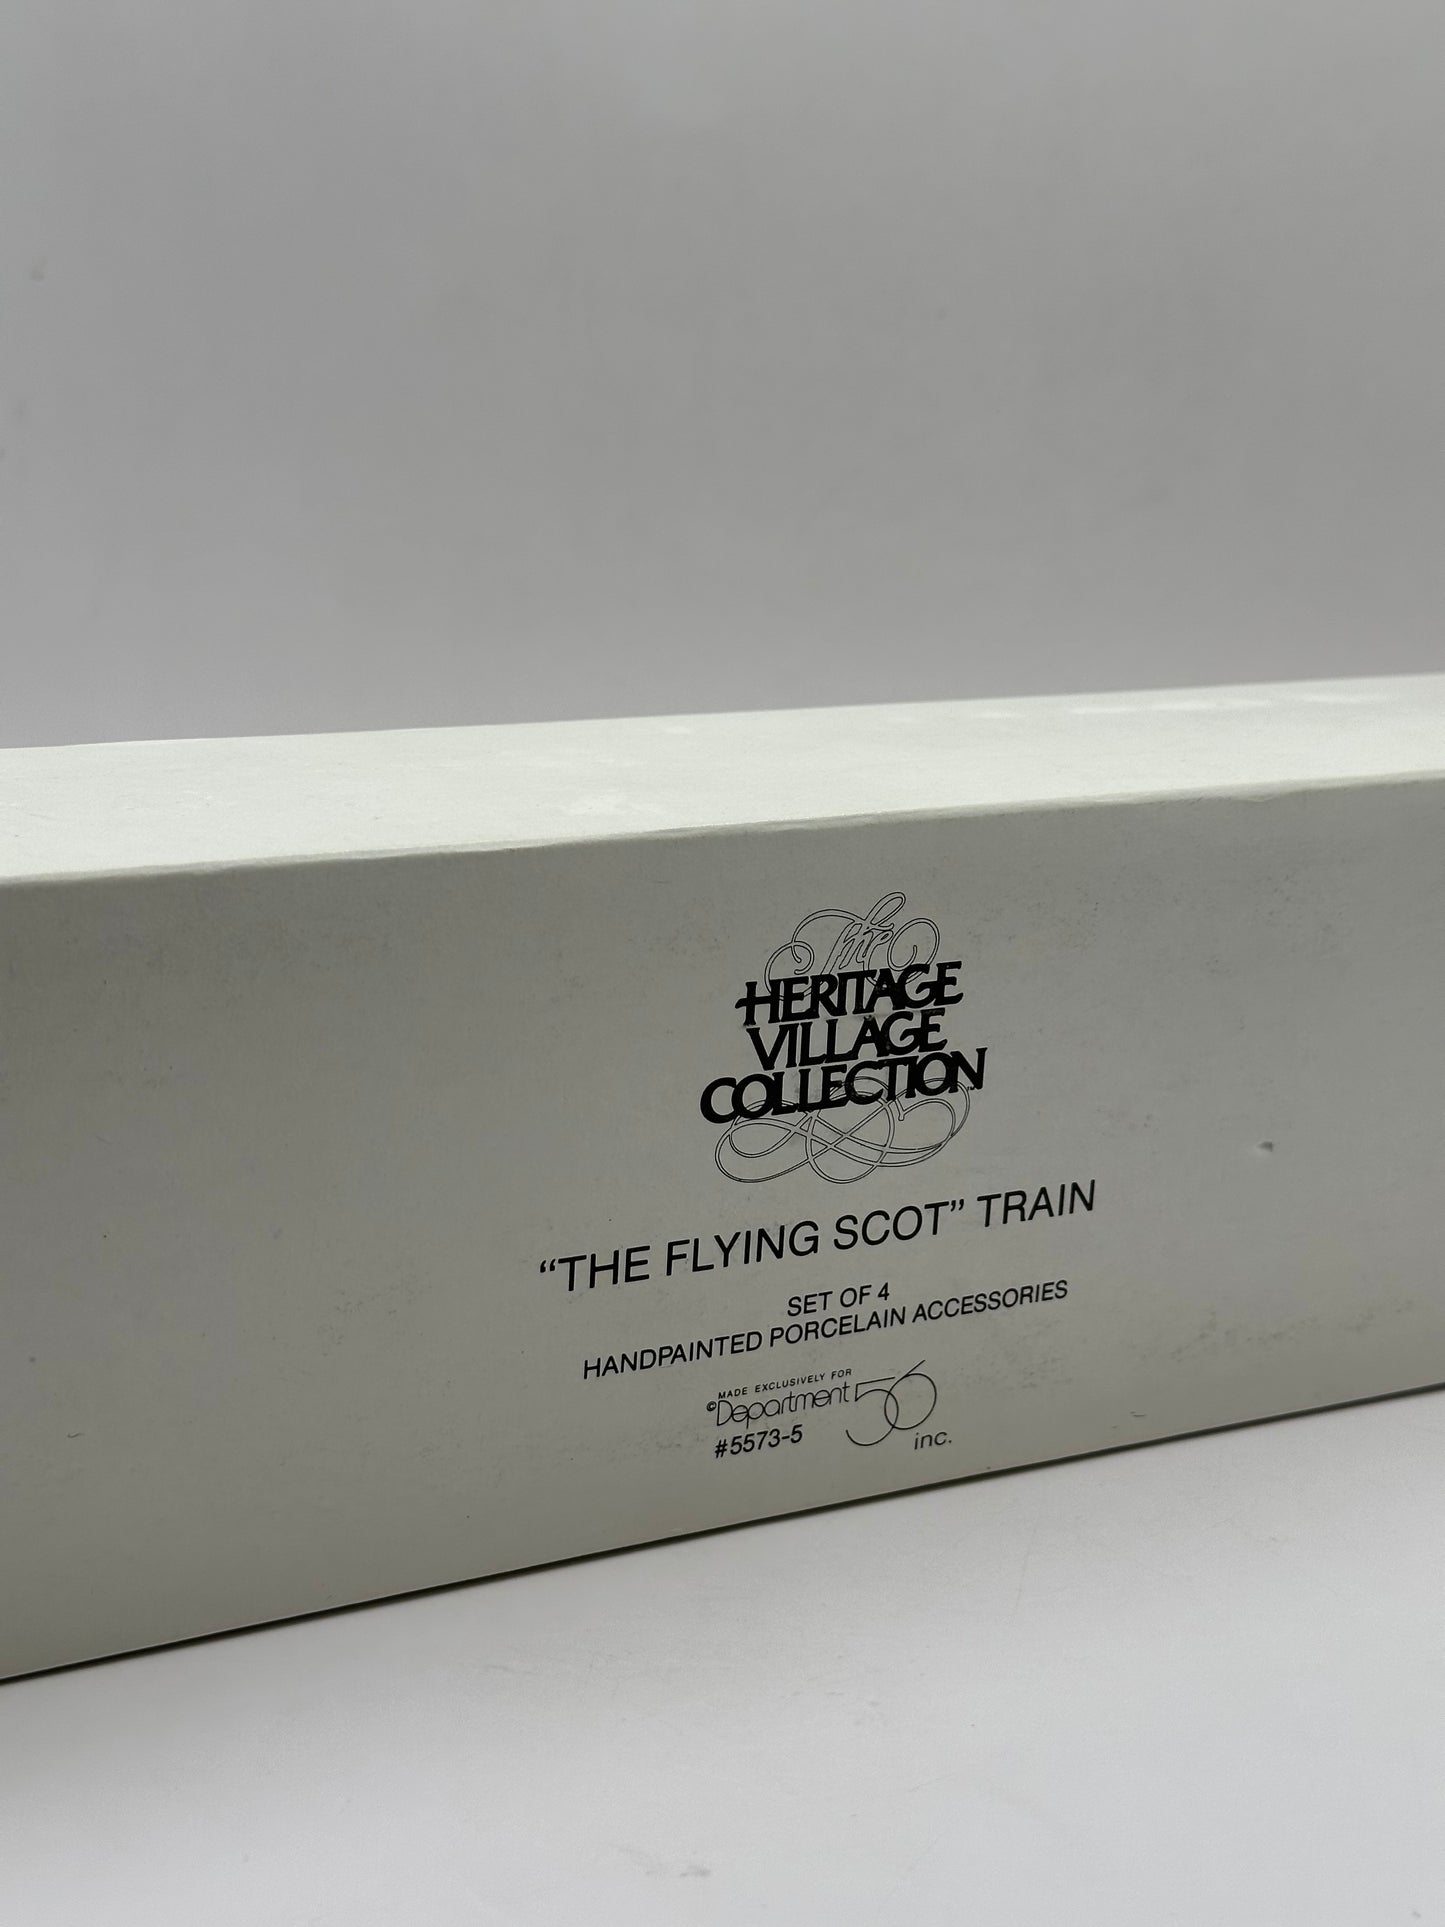 The
HERITAGE
VILLAGE
COLLECTION™
“THE FLYING SCOT” TRAIN
SET OF 4
HANDPAINTED PORCELAIN ACCESSORIES
MADE EXCLUSIVELY FOR
©Department 56
#5573-5 inc.